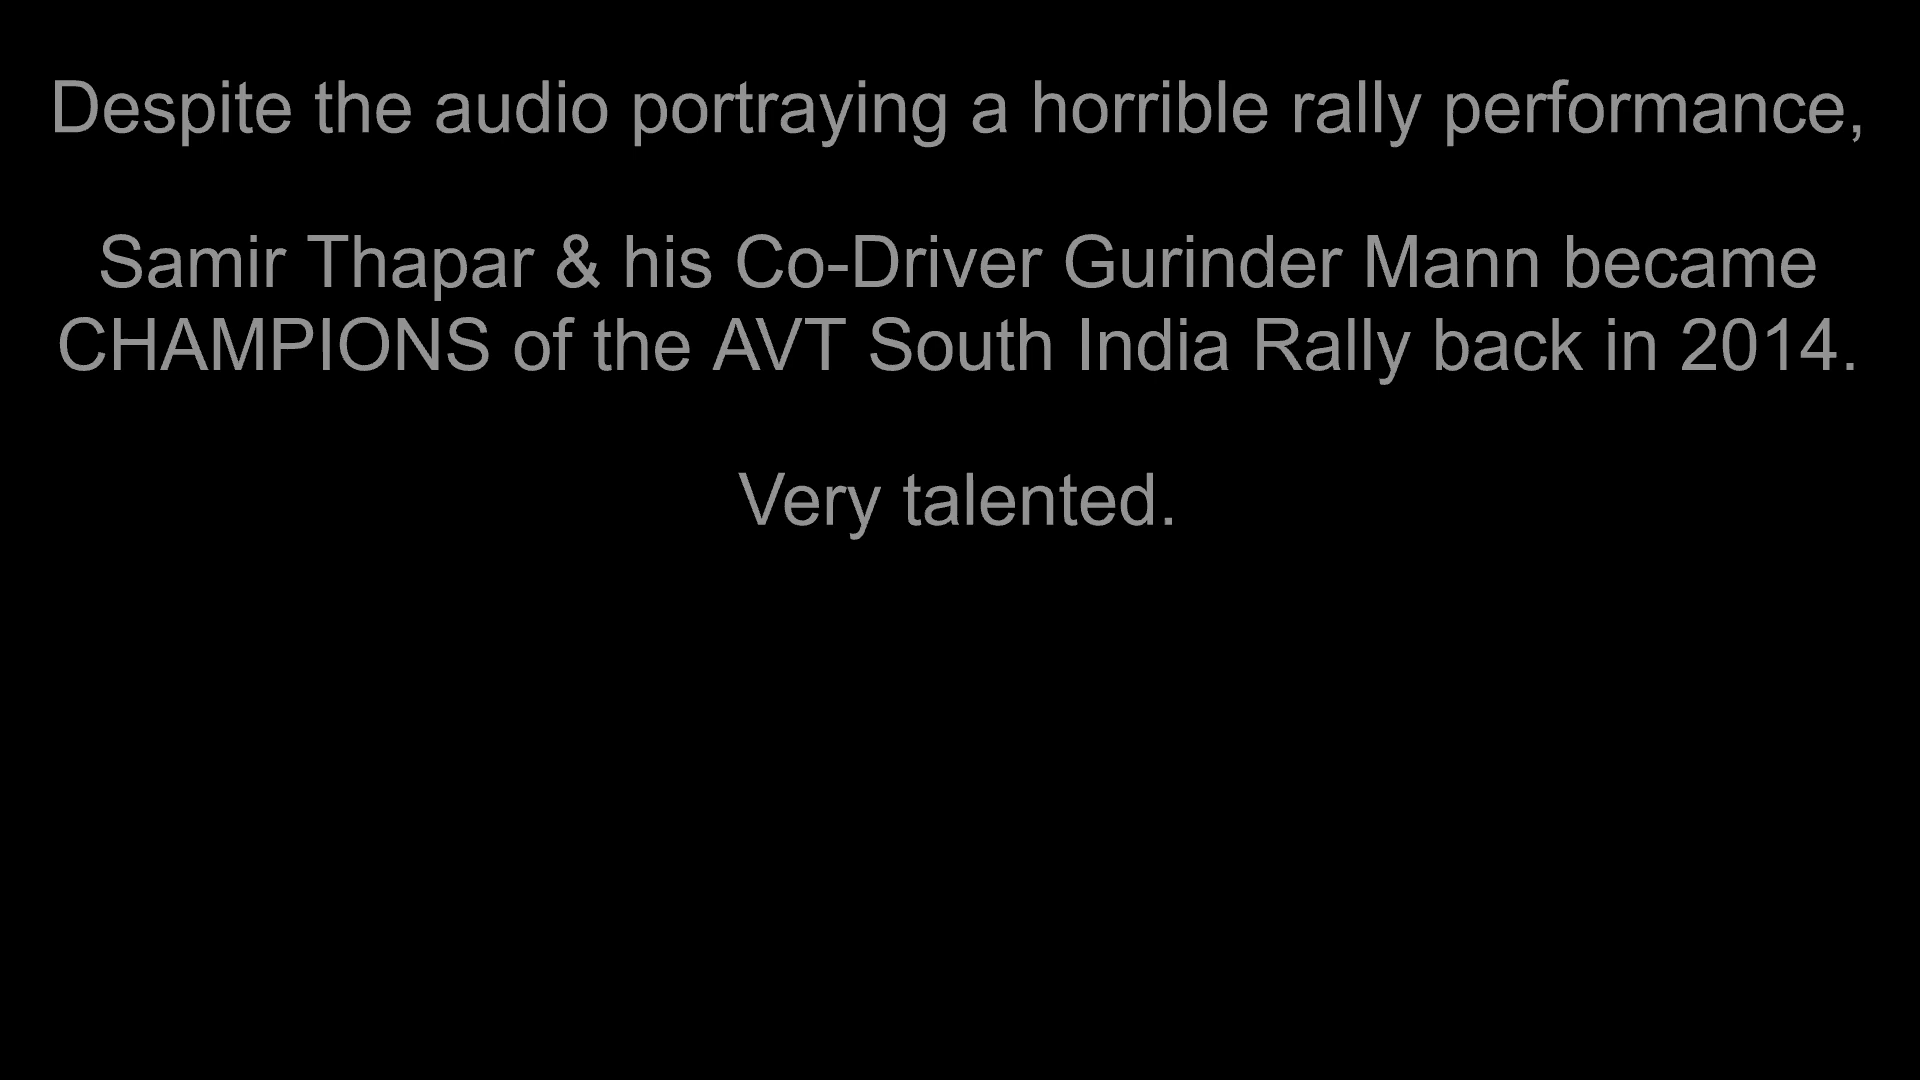 Despite the audio portraying a horrible rally performance,
Samir Thapar & his Co-Driver Gurinder Mann became
CHAMPIONS of the AVT South India Rally back in 2014.
Very talented.